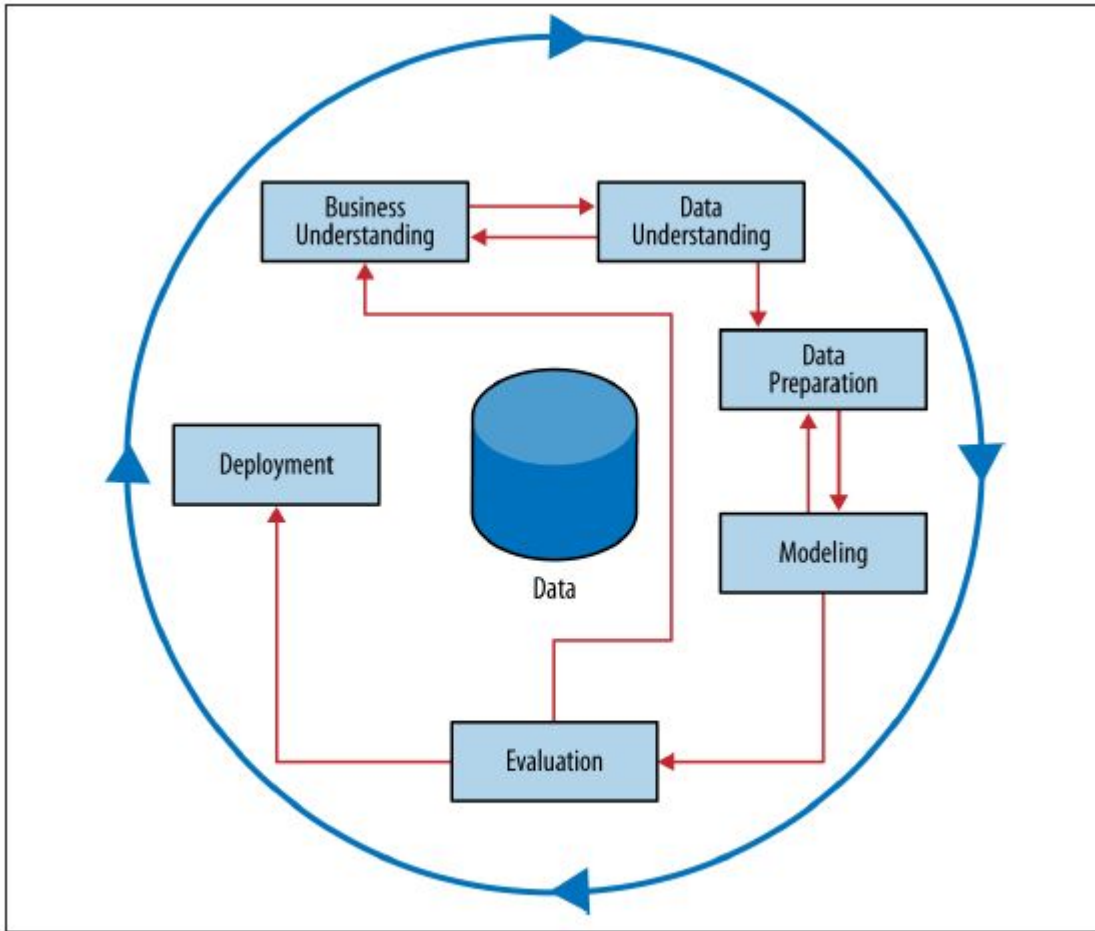 Business
Understanding
Data
Understanding
Data
Preparation
Deployment
Modeling
Data
Evaluation